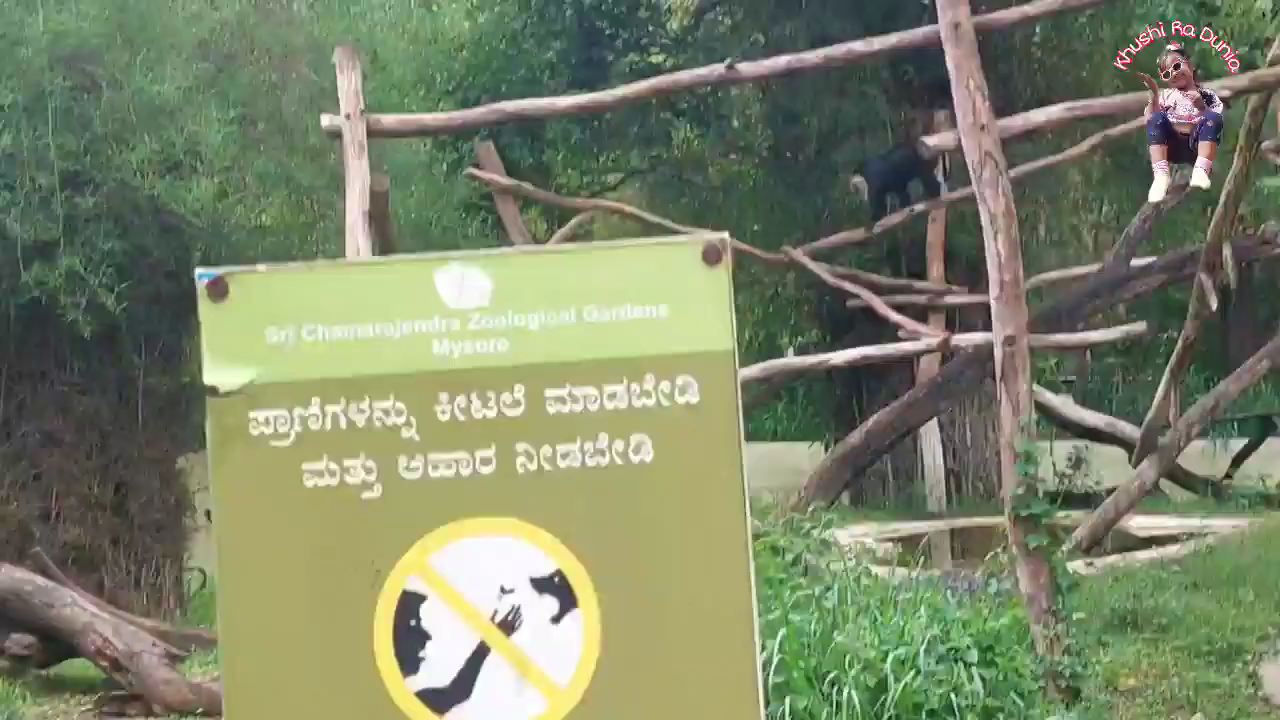 Khushi Ra Dunia
Sri Chamarajendra Zoological Gardens
Mysore
ಪ್ರಾಣಿಗಳನ್ನು ಕೀಟಲೆ ಮಾಡಬೇಡಿ
ಮತ್ತು ಆಹಾರ ನೀಡಬೇಡಿ